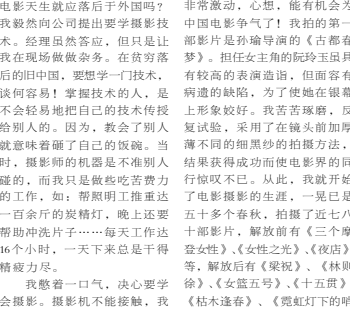 电影天生就应落后于外国吗？
我毅然向公司提出要学摄影技
术。经理虽然答应，但只是让
我在现场做做杂务。在贫穷落
后的旧中国，要想学一门技术，
谈何容易！掌握技术的人，是
不会轻易地把自己的技术传授
给别人的。因为，教会了别人
就意味着砸了自己的饭碗。当
时，摄影师的机器是不准别人
碰的，而我只是做些吃苦费力
的工作，如：帮照明工推重达
一百余斤的炭精灯，晚上还要
帮助冲洗片子……每天工作达
16个小时，一天下来总是干得
精疲力尽。
我憋着一口气，决心要学
会摄影。摄影机不能接触，我
非常激动，心想，能有机会为
中国电影争气了！我拍的第一
部影片是孙瑜导演的《古都春
梦》。担任女主角的阮玲玉虽具
有较高的表演造诣，但面容有
病遗的缺陷，为了使她在银幕
上形象姣好。我苦苦琢磨，反
复试验，采用了在镜头前加厚
薄不同的细黑纱的拍摄方法，
结果获得成功而使电影界的同
行惊叹不已。从此，我就开始
了电影摄影的生涯，一晃已是
五十多个春秋，拍摄了近七八
十部影片，解放前有《三个摩
登女性》、《女性之光》、《夜店》
等，解放后有《梁祝》、《林则
徐》、《女篮五号》、《十五贯》、
《枯木逢春》、《霓虹灯下的哨